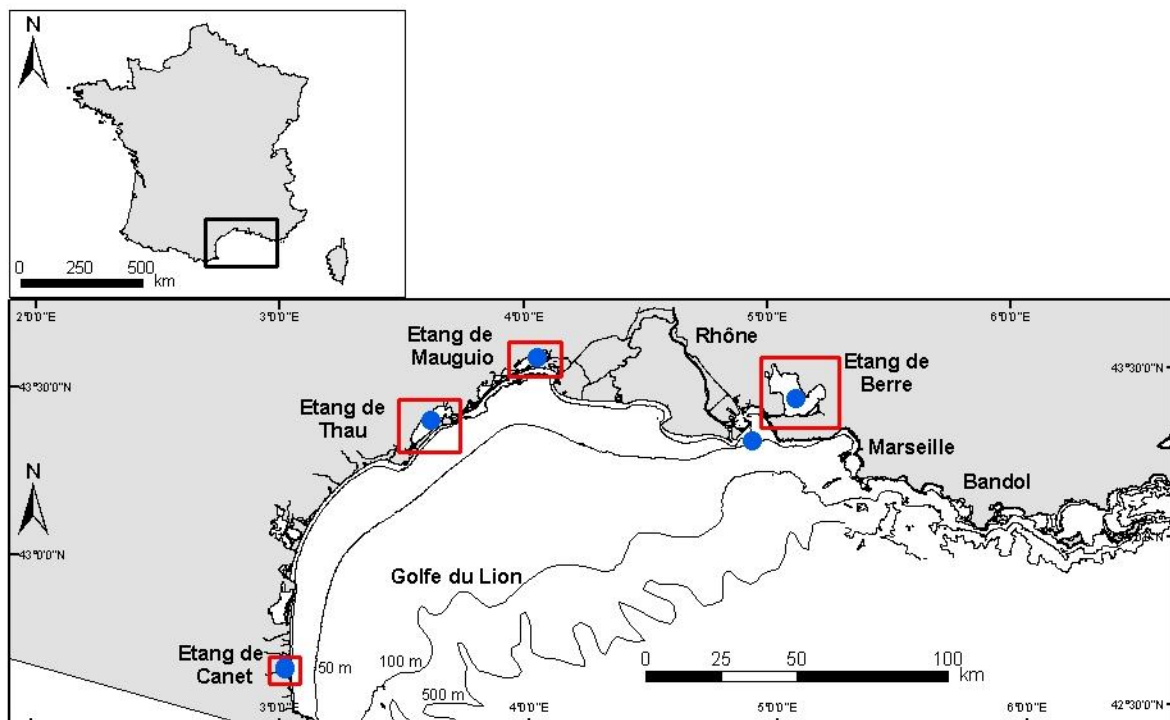 N
0 250 500
km
2°0'0"E 3°0'0"E 4°0'0"E 5°0'0"E 6°0'0"E
Etang de
Mauguio
Rhône
Etang de
Berre
43°30'0"N 43°30'0"N
Etang de
Thau
Marseille
Bandol
N
43°0'0"N
Golfe du Lion
Etang de
Canet
50 m
100 m
500 m
0 25 50 100
km
3°0'0"E 4°0'0"E 5°0'0"E 6°0'0"E 42°30'0"N